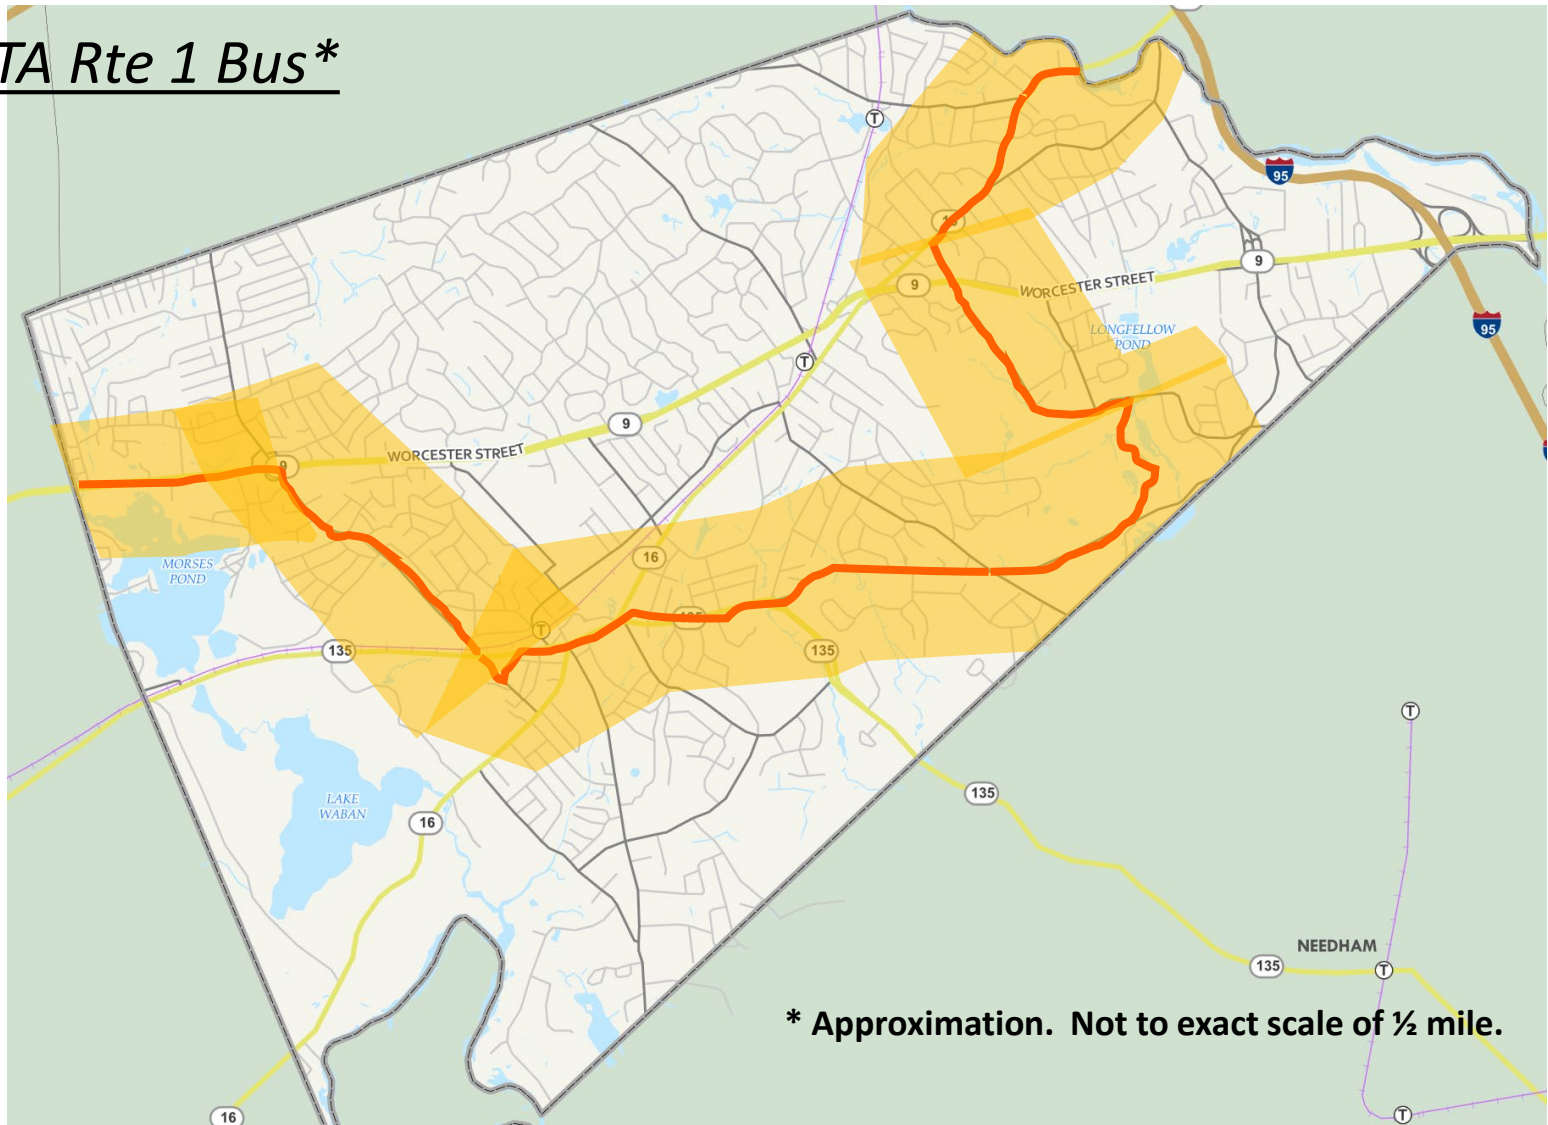 TA Rte 1 Bus*
95
16
9
9
WORCESTER STREET
95
LONGFELLOW
POND
9
WORCESTER STREET
9
16
MORSES
POND
135
135
135
LAKE
WABAN
135
16
NEEDHAM
135
* Approximation.  Not to exact scale of ½ mile.
16
T
T
T
T
T
T